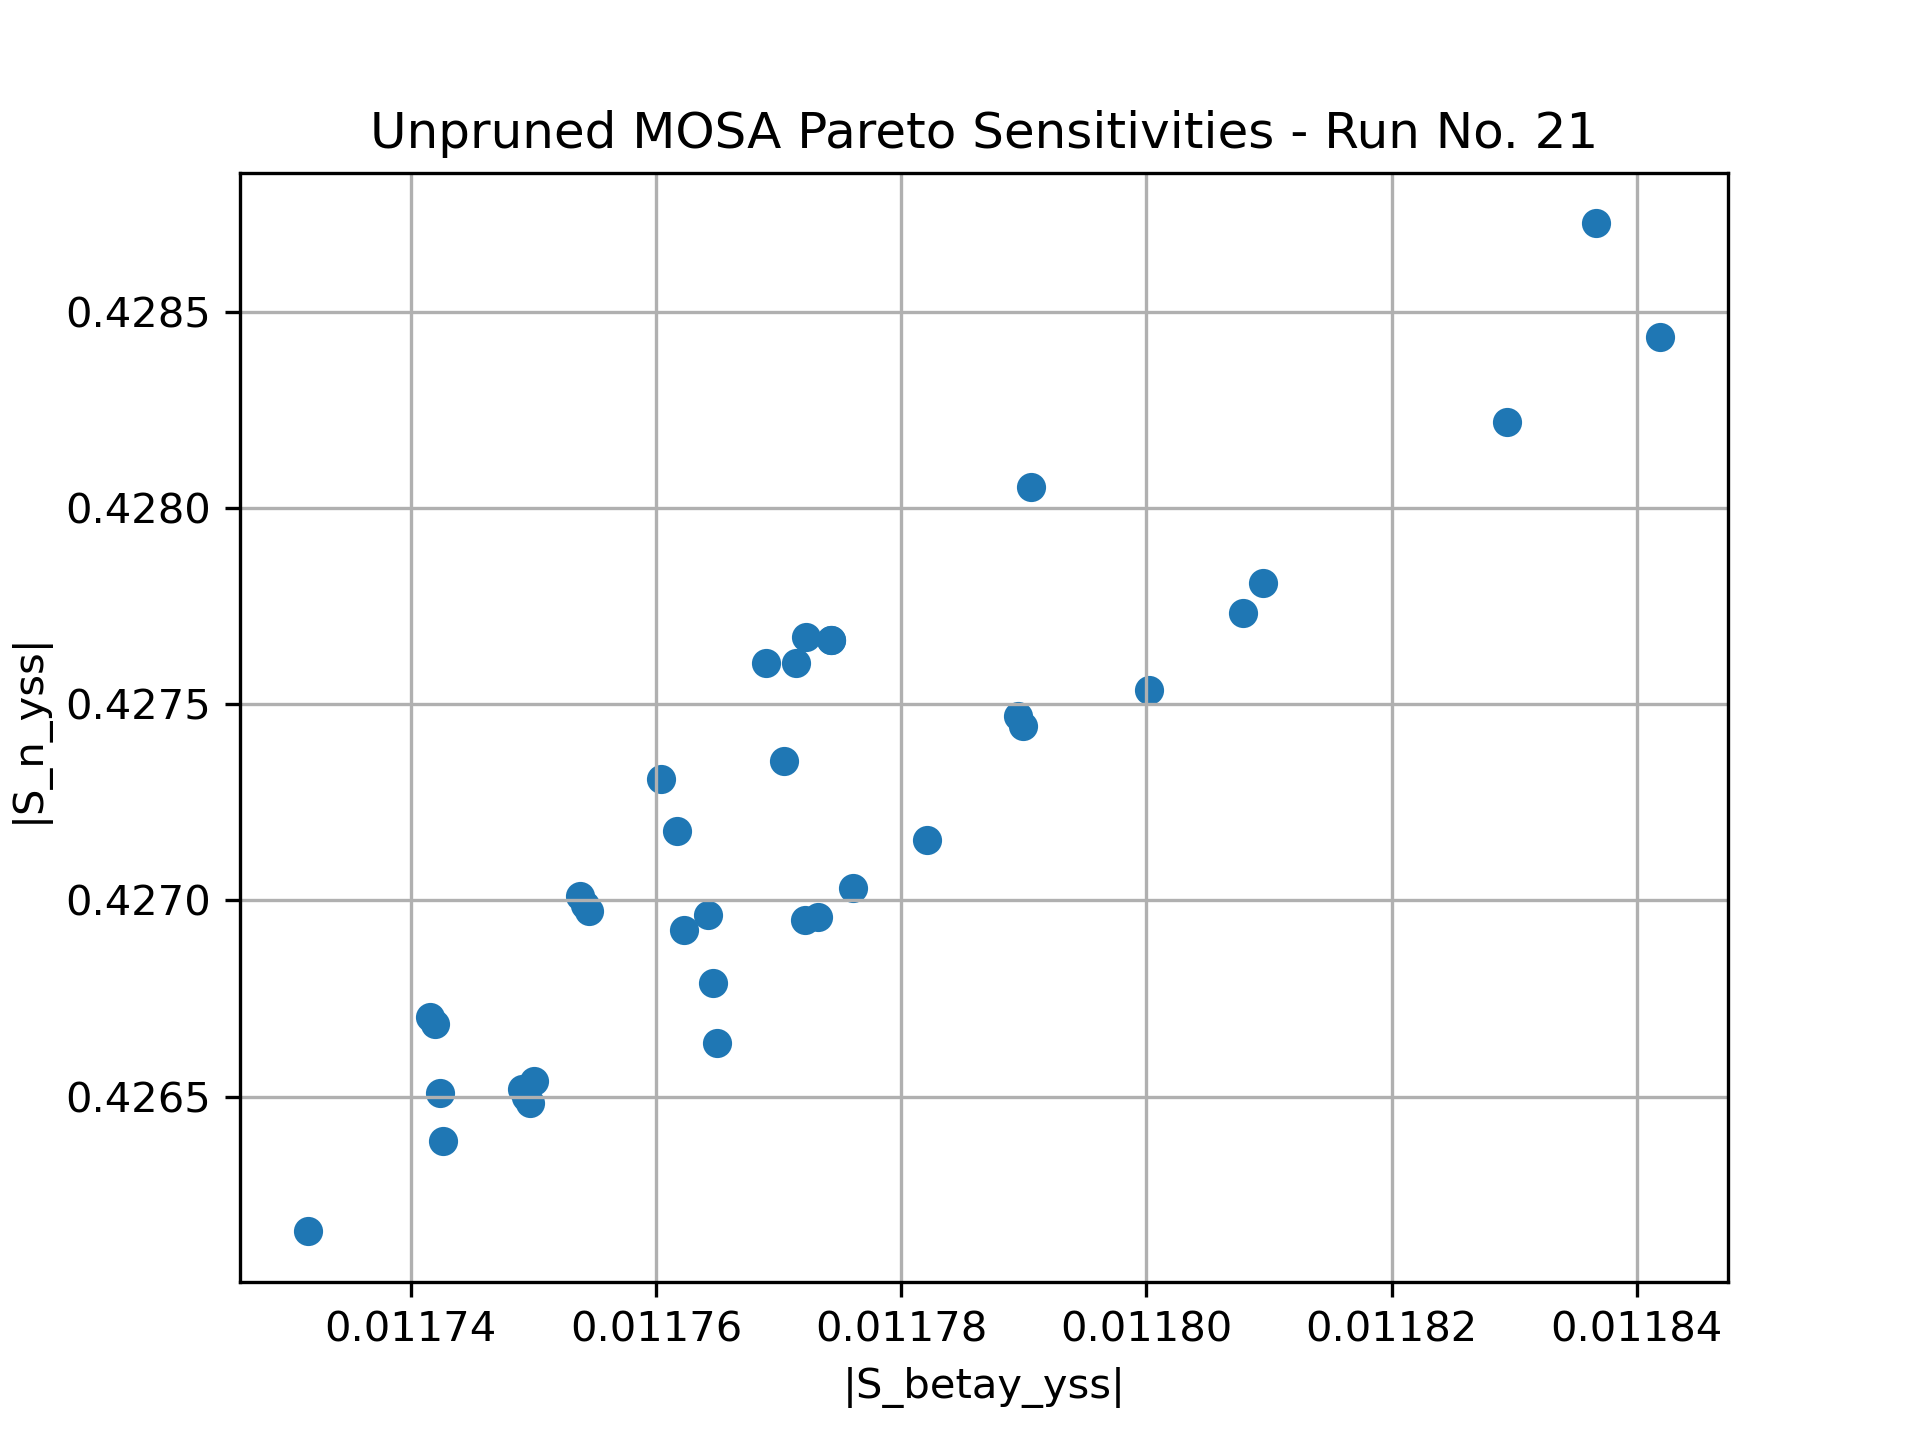 Unpruned MOSA Pareto Sensitivities - Run No. 21
|S_n_yss|
0.4285
0.4280
0.4275
0.4270
0.4265
0.01174 0.01176 0.01178 0.01180 0.01182 0.01184
|S_betay_yss|